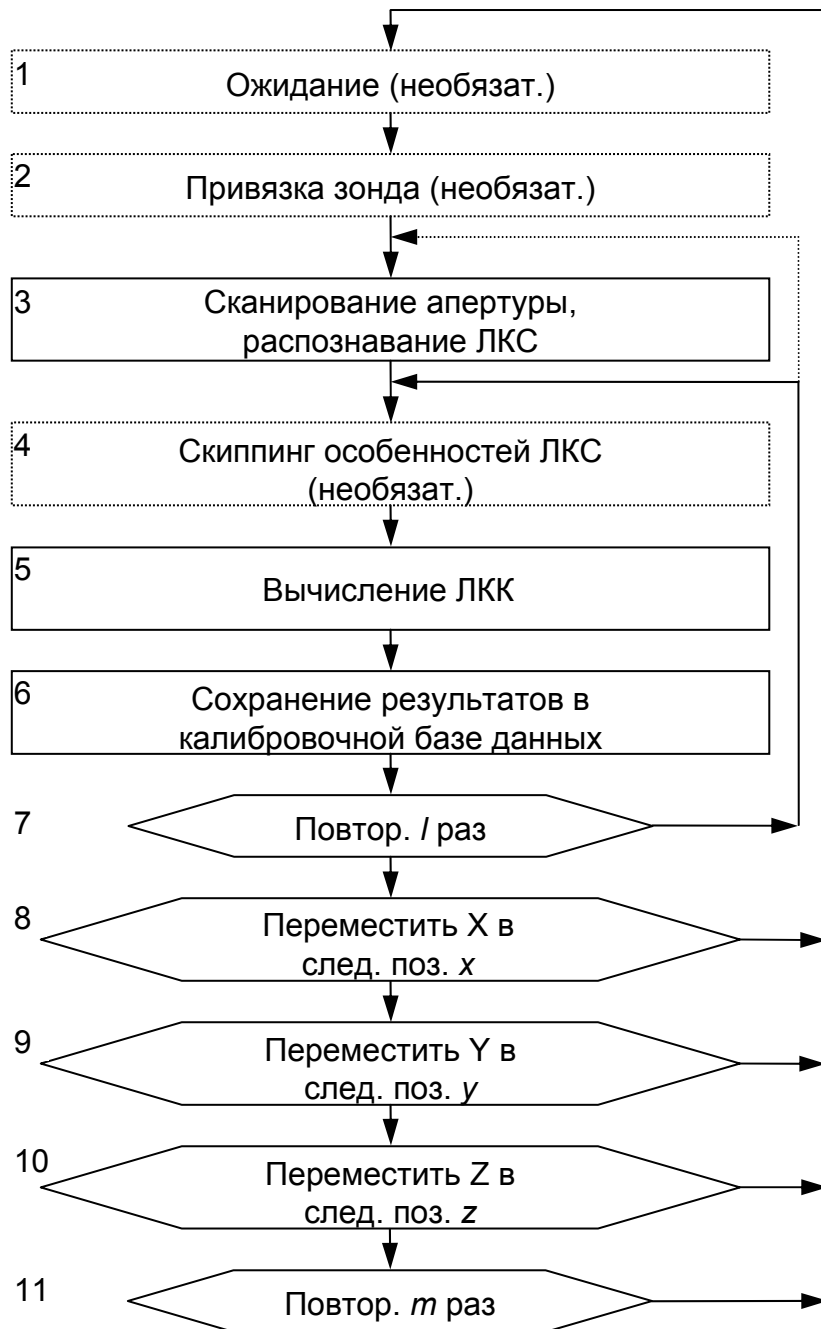 1
Ожидание (необязат.)
2
Привязка зонда (необязат.)
3
Сканирование апертуры,
распознавание ЛКС
4
Скиппинг особенностей ЛКС
(необязат.)
5
Вычисление ЛКК
6
Сохранение результатов в
калибровочной базе данных
7
Повтор. l раз
8
Переместить X в
след. поз. x
9
Переместить Y в
след. поз. y
10
Переместить Z в
след. поз. z
11
Повтор. m раз